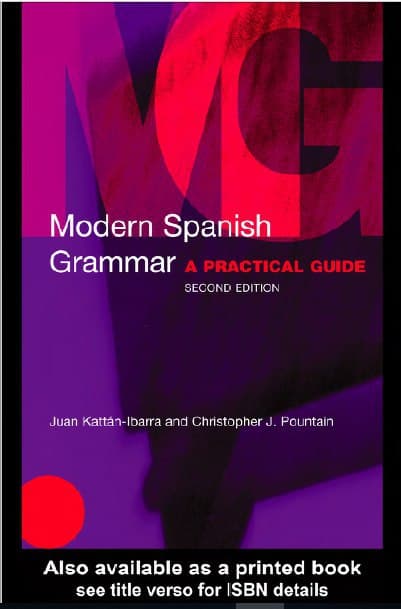 MG
Modern Spanish
Grammar A PRACTICAL GUIDE
SECOND EDITION
Juan Kattán-Ibarra and Christopher J. Pountain
Also available as a printed book
see title verso for ISBN details